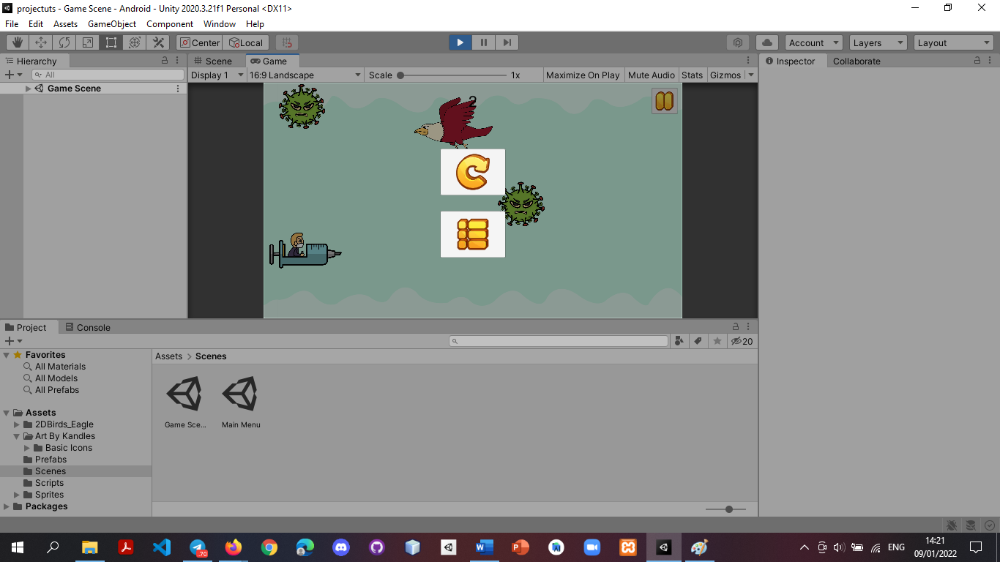 projectuts - Game Scene - Android - Unity 2020.3.21f1 Personal <DX11>
File Edit Assets GameObject Component Window Help
Center Local Account Layers Layout
Hierarchy Scene Game Inspector Collaborate
All Display 1 16:9 Landscape Scale 1x Maximize On Play Mute Audio Stats Gizmos
Game Scene
Project Console
20
Favorites
All Materials
All Models
All Prefabs
Assets
2DBirds_Eagle
Art By Kandles
Basic Icons
Prefabs
Scenes
Scripts
Sprites
Packages
Assets > Scenes
Game Sce... Main Menu
.70
ENG
14:21
09/01/2022